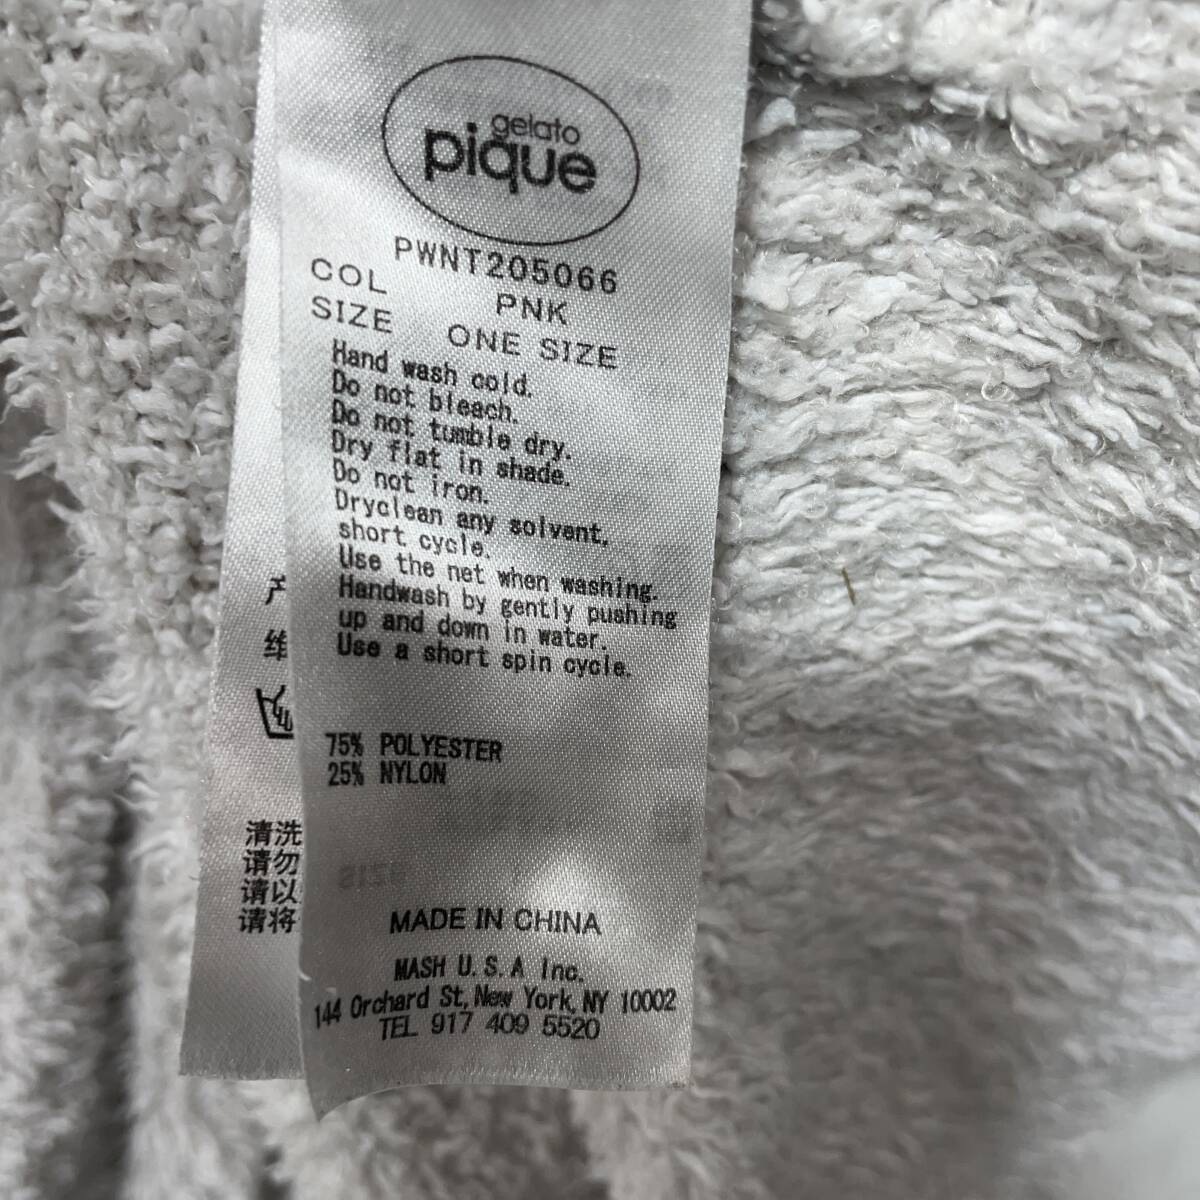 gelato
pique
PWNT205066
COL PNK
SIZE ONE SIZE
Hand wash cold.
Do not bleach.
Do not tumble dry.
Dry flat in shade.
Do not iron.
Dryclean any solvent,
short cycle.
Use the net when washing.
Handwash by gently pushing
up and down in water.
Use a short spin cycle.
75% POLYESTER
25% NYLON
MADE IN CHINA
MASH U.S.A Inc.
144 Orchard St, New York, NY 10002
TEL 917 409 5520
产
维
清洗
请勿
请以
请将